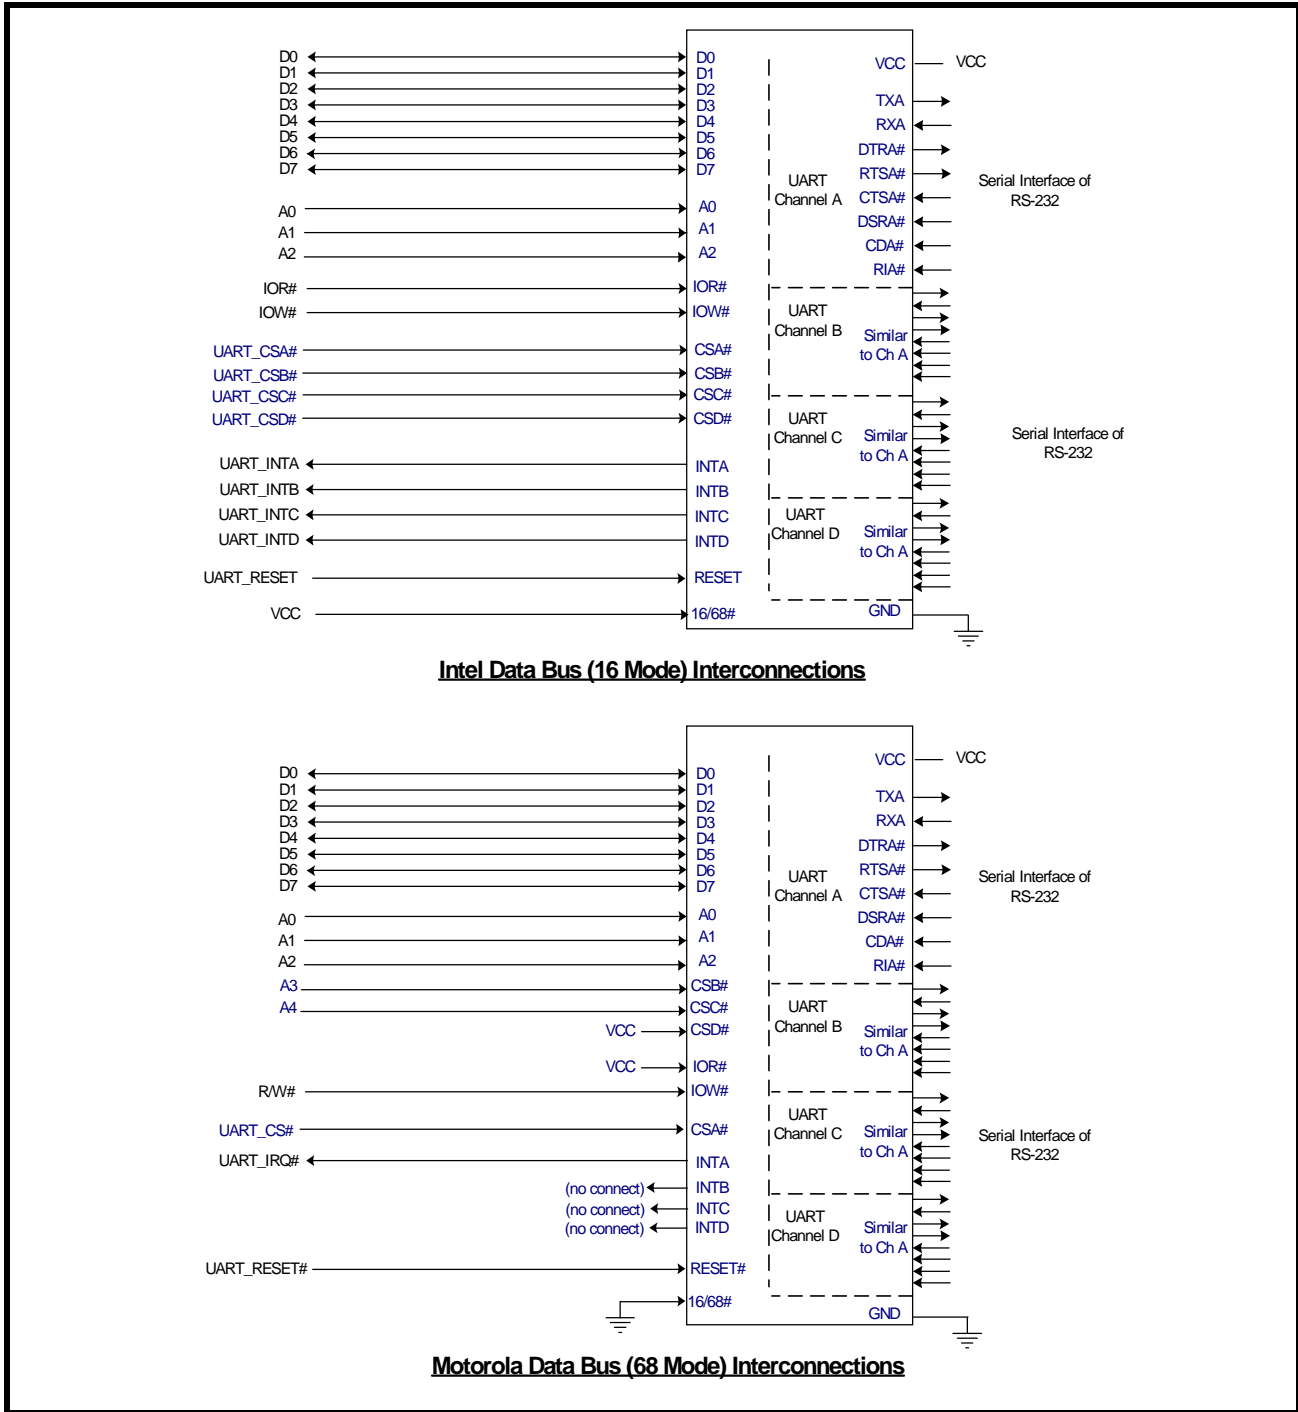 D0 D0
D1 D1
D2 D2
D3 D3
D4 D4
D5 D5
D6 D6
D7 D7
A0 A0
A1 A1
A2 A2
IOR# IOR#
IOW# IOW#
UART_CSA# CSA#
UART_CSB# CSB#
UART_CSC# CSC#
UART_CSD# CSD#
UART_INTA INTA
UART_INTB INTB
UART_INTC INTC
UART_INTD INTD
UART_RESET RESET
VCC 16/68#
UART
Channel A
VCC VCC
TXA
RXA
DTRA#
RTSA#
CTSA#
DSRA#
CDA#
RIA#
Serial Interface of
RS-232
UART
Channel B
Similar
to Ch A
UART
Channel C
Similar
to Ch A
Serial Interface of
RS-232
UART
Channel D
Similar
to Ch A
GND
Intel Data Bus (16 Mode) Interconnections
D0 D0
D1 D1
D2 D2
D3 D3
D4 D4
D5 D5
D6 D6
D7 D7
A0 A0
A1 A1
A2 A2
A3 CSB#
A4 CSC#
VCC CSD#
VCC IOR#
R/W# IOW#
UART_CS# CSA#
UART_IRQ# INTA
(no connect) INTB
(no connect) INTC
(no connect) INTD
UART_RESET# RESET#
16/68#
UART
Channel A
VCC VCC
TXA
RXA
DTRA#
RTSA#
CTSA#
DSRA#
CDA#
RIA#
Serial Interface of
RS-232
UART
Channel B
Similar
to Ch A
UART
Channel C
Similar
to Ch A
Serial Interface of
RS-232
UART
Channel D
Similar
to Ch A
GND
Motorola Data Bus (68 Mode) Interconnections